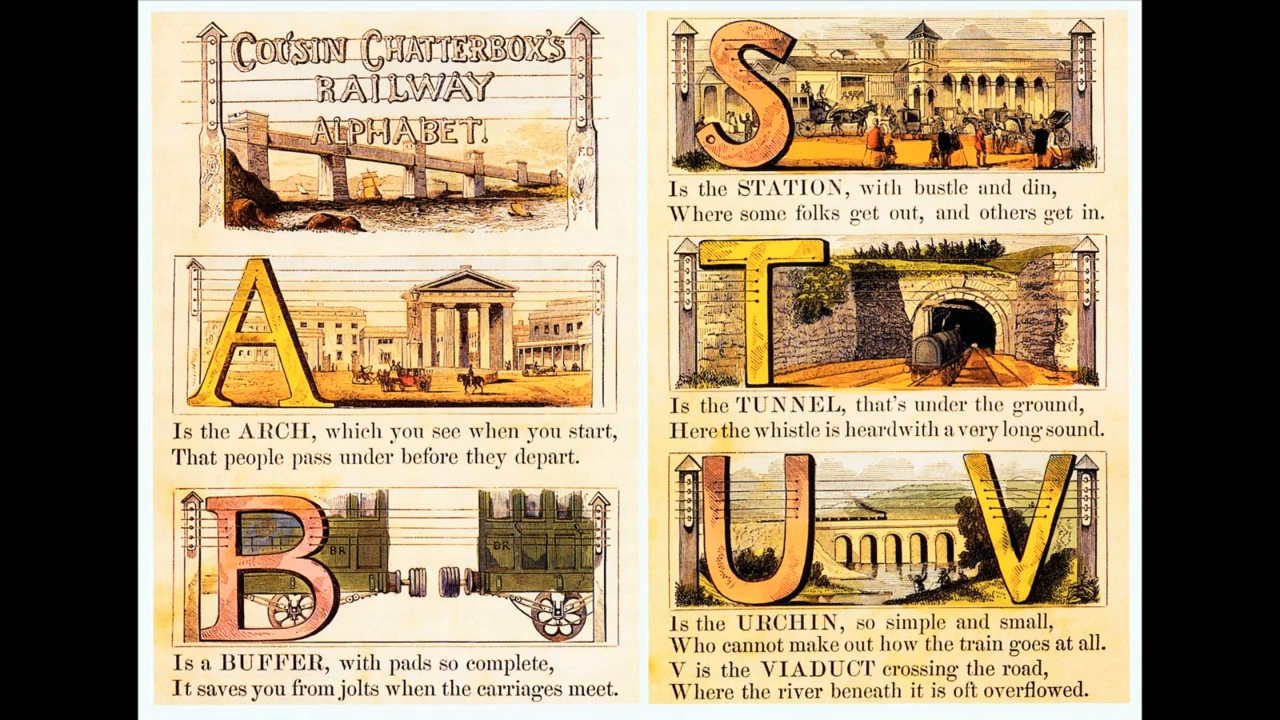 COUSIN CHATTERBOX'S
RAILWAY
ALPHABET.
F.D
A
Is the ARCH, which you see when you start,
That people pass under before they depart.
B
BR
BR
Is a BUFFER, with pads so complete,
It saves you from jolts when the carriages meet.
S
Is the STATION, with bustle and din,
Where some folks get out, and others get in.
T
Is the TUNNEL, that's under the ground,
Here the whistle is heard with a very long sound.
U V
Is the URCHIN, so simple and small,
Who cannot make out how the train goes at all.
V is the VIADUCT crossing the road,
Where the river beneath it is oft overflowed.